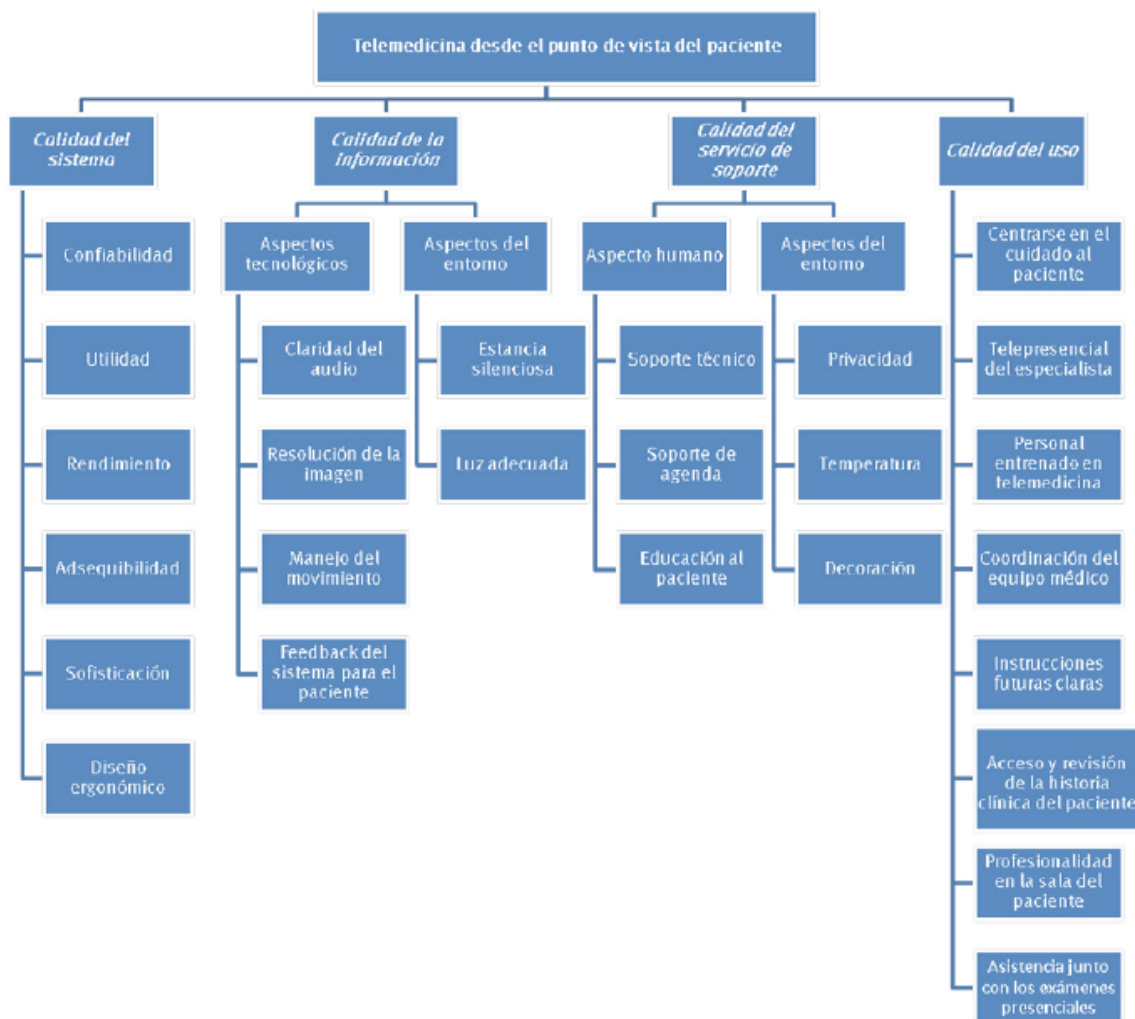 Telemedicina desde el punto de vista del paciente
Calidad del
sistema
Confiabilidad
Utilidad
Rendimiento
Adsequibilidad
Sofisticación
Diseño
ergonómico
Calidad de la
información
Aspectos
tecnológicos
Claridad del
audio
Resolución de la
imagen
Manejo del
movimiento
Feedback del
sistema para el
paciente
Aspectos del
entorno
Estancia
silenciosa
Luz adecuada
Calidad del
servicio de
soporte
Aspecto humano
Soporte técnico
Soporte de
agenda
Educación al
paciente
Aspectos del
entorno
Privacidad
Temperatura
Decoración
Calidad del uso
Centrarse en el
cuidado al
paciente
Telepresencial
del especialista
Personal
entrenado en
telemedicina
Coordinación del
equipo médico
Instrucciones
futuras claras
Acceso y revisión
de la historia
clínica del paciente
Profesionalidad
en la sala del
paciente
Asistencia junto
con los exámenes
presenciales